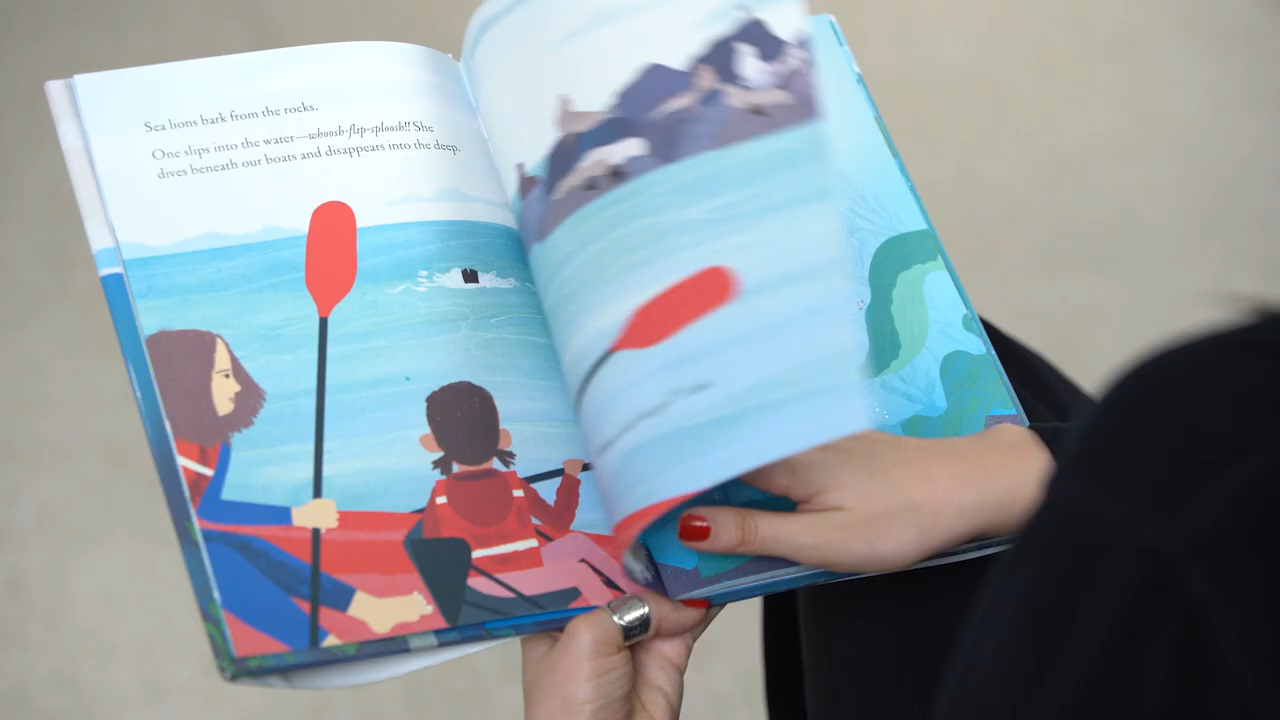 Sea lions bark from the rocks.
One slips into the water—whoosh-flip-sploosh!! She
dives beneath our boats and disappears into the deep.